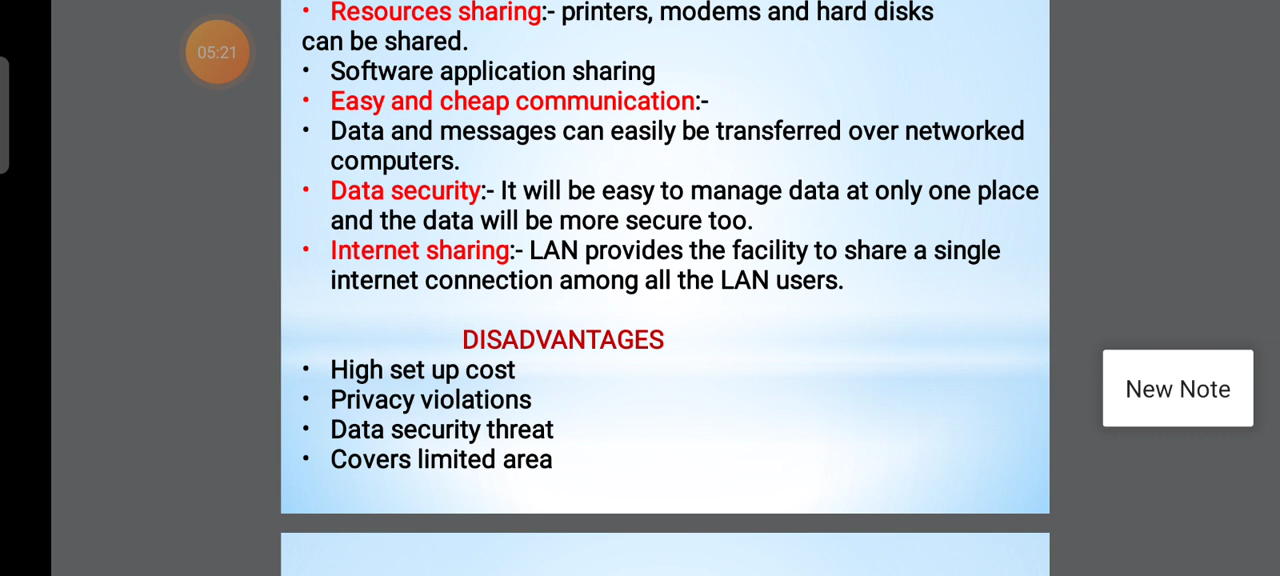 • Resources sharing:- printers, modems and hard disks
can be shared.
• Software application sharing
• Easy and cheap communication:-
• Data and messages can easily be transferred over networked
computers.
• Data security:- It will be easy to manage data at only one place
and the data will be more secure too.
• Internet sharing:- LAN provides the facility to share a single
internet connection among all the LAN users.
DISADVANTAGES
• High set up cost
• Privacy violations
• Data security threat
• Covers limited area
05:21
New Note